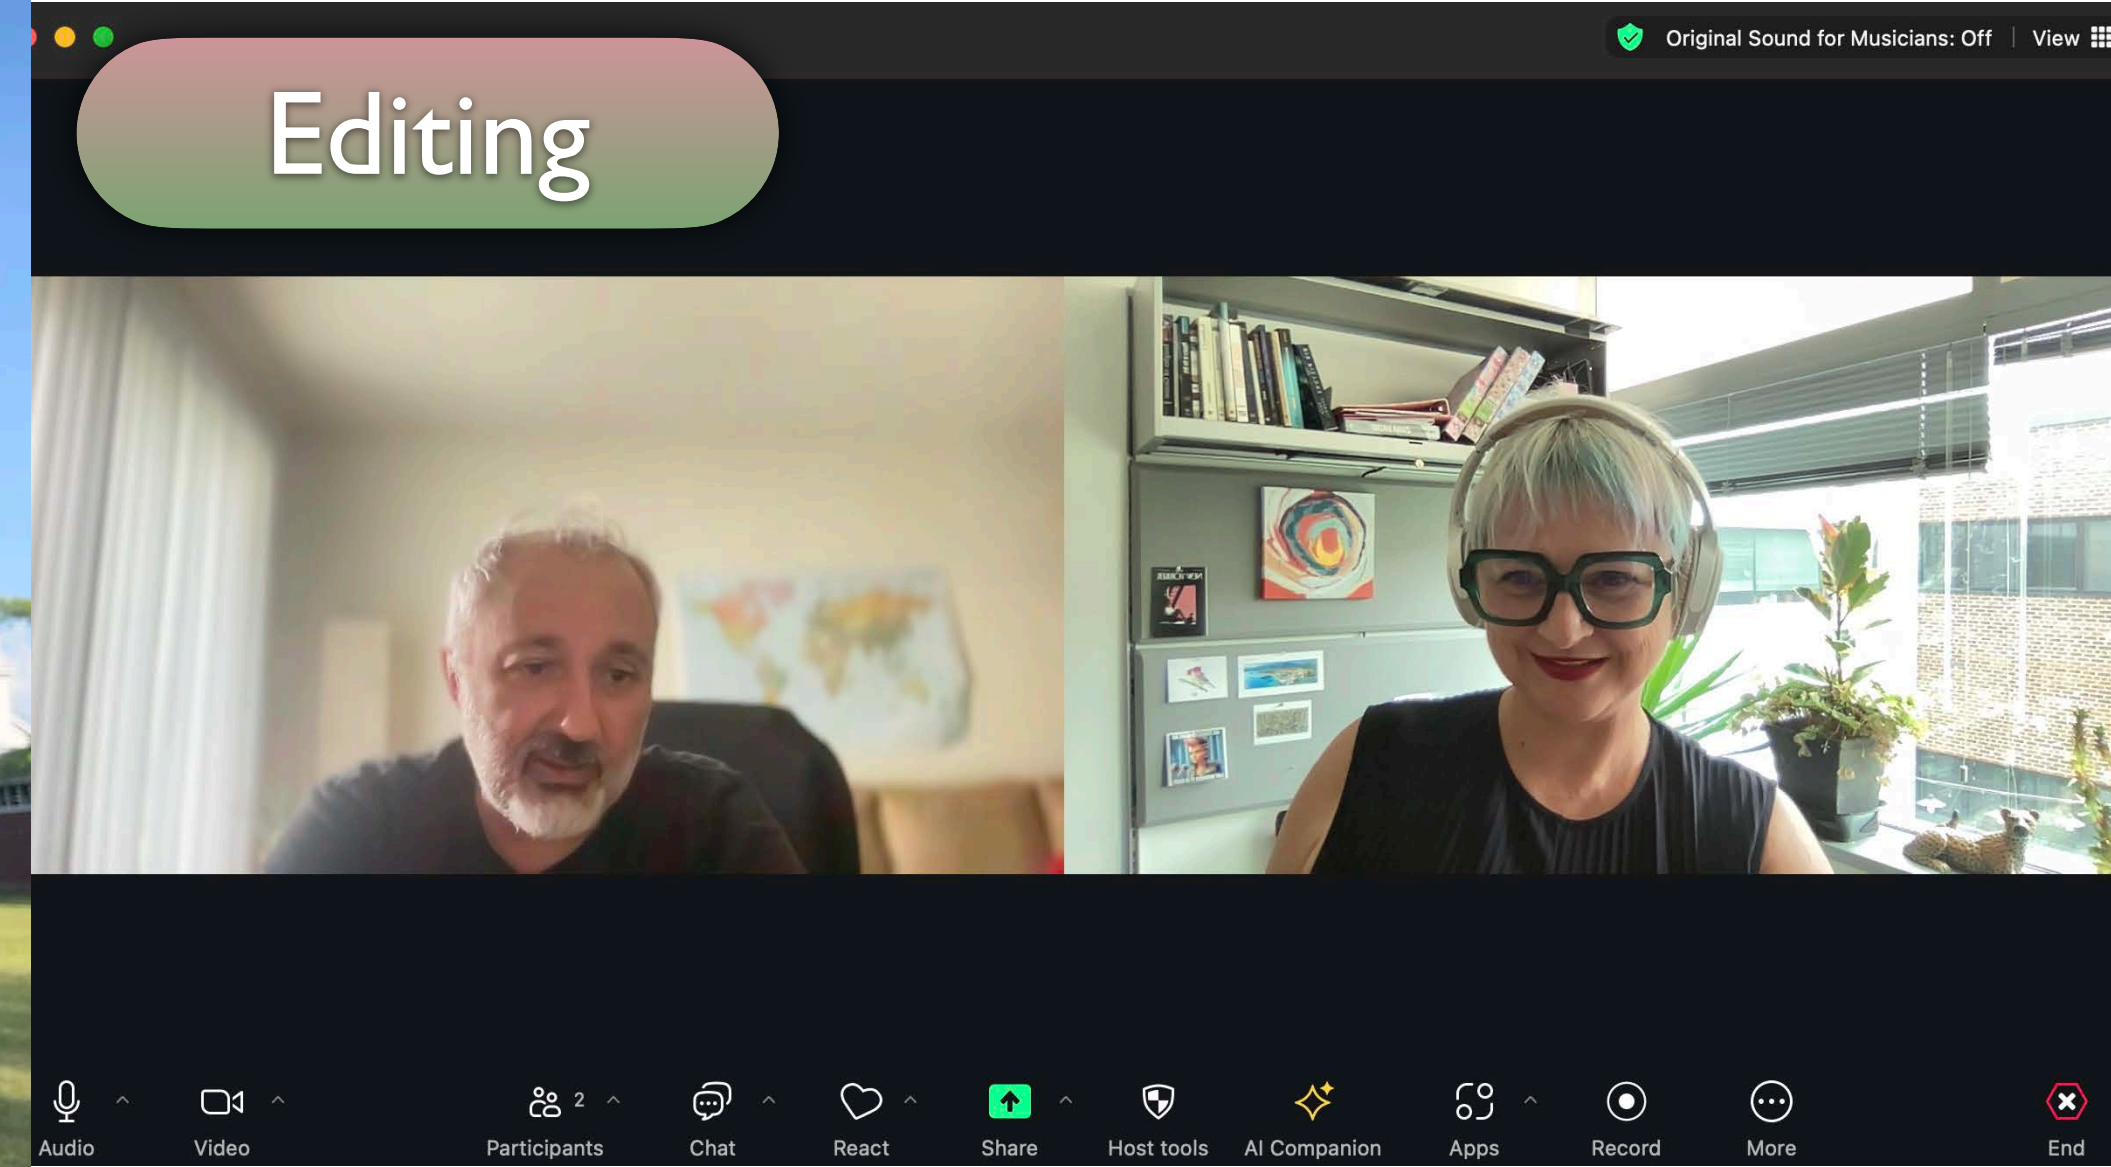 Original Sound for Musicians: Off
View
Editing
2
Audio
Video
Participants
Chat
React
Share
Host tools
AI Companion
Apps
Record
More
End